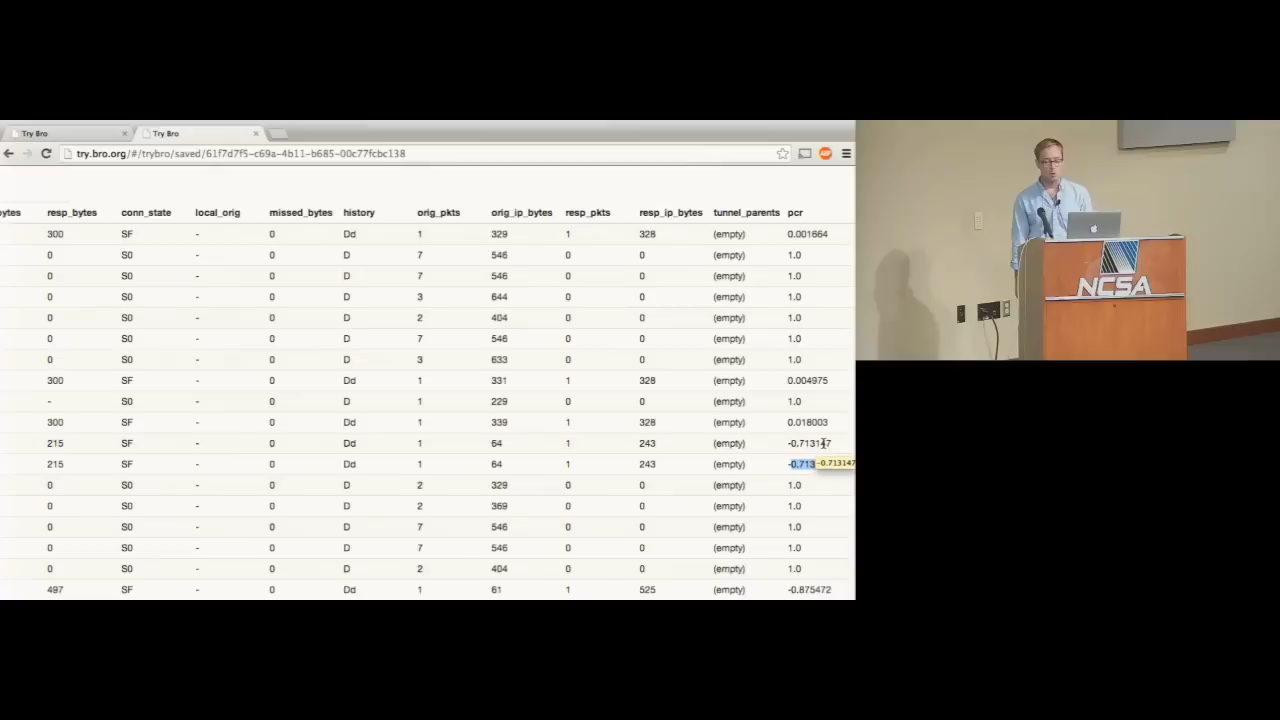 Try Bro
Try Bro
try.bro.org/#/trybro/saved/61f7d7f5-c69a-4b11-b685-00c77fcbc138
ABP
ytes resp_bytes conn_state local_orig missed_bytes history orig_pkts orig_ip_bytes resp_pkts resp_ip_bytes tunnel_parents pcr
300 SF - 0 Dd 1 329 1 328 (empty) 0.001664
0 S0 - 0 D 7 546 0 0 (empty) 1.0
0 S0 - 0 D 7 546 0 0 (empty) 1.0
0 S0 - 0 D 3 644 0 0 (empty) 1.0
0 S0 - 0 D 2 404 0 0 (empty) 1.0
0 S0 - 0 D 7 546 0 0 (empty) 1.0
0 S0 - 0 D 3 633 0 0 (empty) 1.0
300 SF - 0 Dd 1 331 1 328 (empty) 0.004975
- S0 - 0 D 1 229 0 0 (empty) 1.0
300 SF - 0 Dd 1 339 1 328 (empty) 0.018003
215 SF - 0 Dd 1 64 1 243 (empty) -0.713147
215 SF - 0 Dd 1 64 1 243 (empty) -0.713 -0.713147
0 S0 - 0 D 2 329 0 0 (empty) 1.0
0 S0 - 0 D 2 369 0 0 (empty) 1.0
0 S0 - 0 D 7 546 0 0 (empty) 1.0
0 S0 - 0 D 7 546 0 0 (empty) 1.0
0 S0 - 0 D 2 404 0 0 (empty) 1.0
497 SF - 0 Dd 1 61 1 525 (empty) -0.875472
NCSA